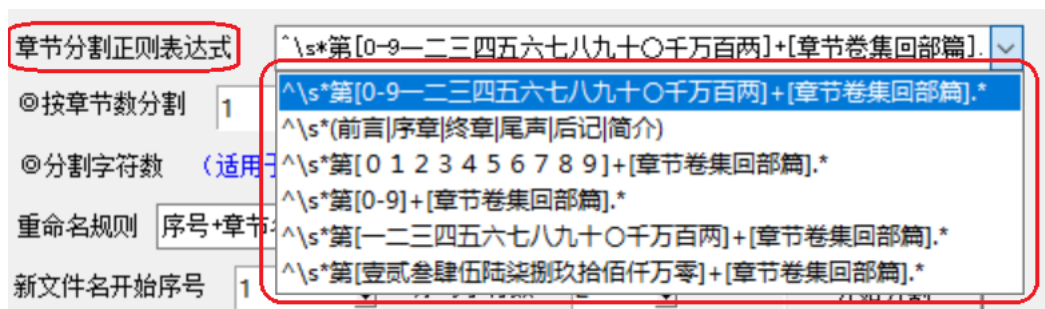 章节分割正则表达式 ^\s*第[0-9一二三四五六七八九十〇千万百两]+[章节卷集回部篇].
^\s*第[0-9一二三四五六七八九十〇千万百两]+[章节卷集回部篇].*
◎按章节数分割 1
^\s*(前言|序章|终章|尾声|后记|简介)
◎分割字符数 (适用于
^\s*第[０１２３４５６７８９]+[章节卷集回部篇].*
^\s*第[0-9]+[章节卷集回部篇].*
重命名规则 序号+章节
^\s*第[一二三四五六七八九十〇千万百两]+[章节卷集回部篇].*
^\s*第[壹贰叁肆伍陆柒捌玖拾佰仟万零]+[章节卷集回部篇].*
新文件名开始序号 1